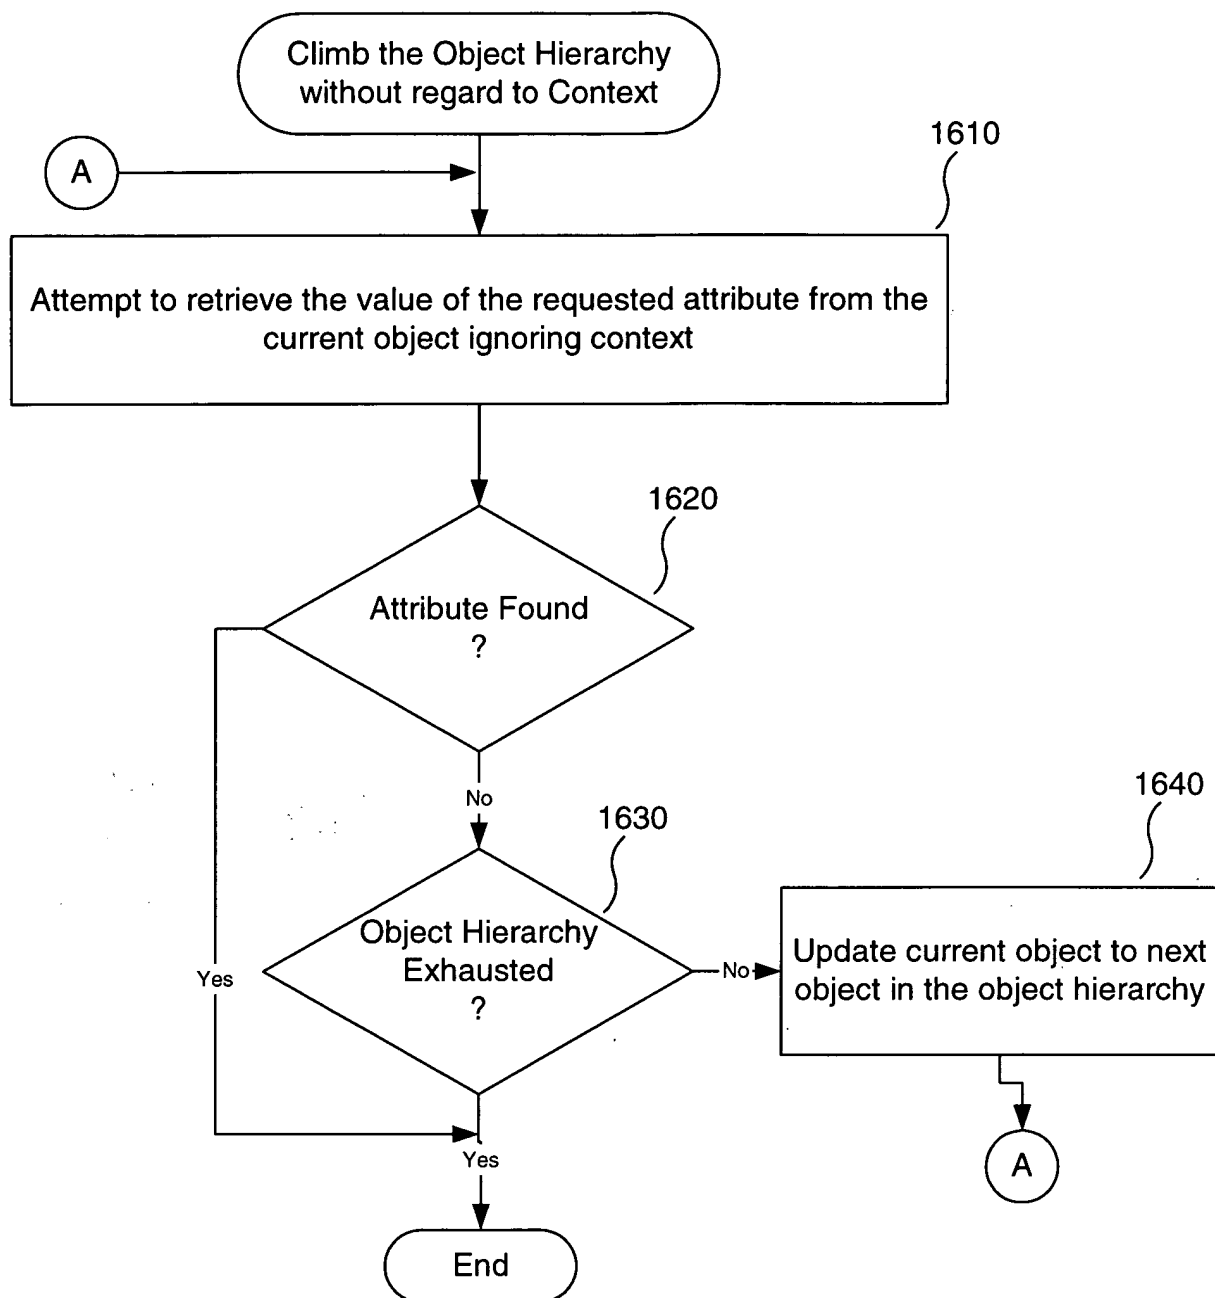 Climb the Object Hierarchy
without regard to Context
A
1610
Attempt to retrieve the value of the requested attribute from the
current object ignoring context
1620
Attribute Found
?
No
1630
1640
Object Hierarchy
Exhausted
?
Yes
No
Update current object to next
object in the object hierarchy
Yes
A
End